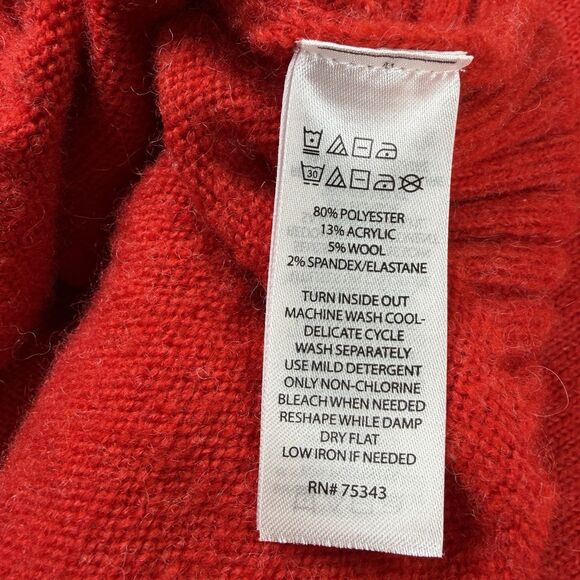 30
80% POLYESTER
13% ACRYLIC
5% WOOL
2% SPANDEX/ELASTANE
TURN INSIDE OUT
MACHINE WASH COOL-
DELICATE CYCLE
WASH SEPARATELY
USE MILD DETERGENT
ONLY NON-CHLORINE
BLEACH WHEN NEEDED
RESHAPE WHILE DAMP
DRY FLAT
LOW IRON IF NEEDED
RN# 75343